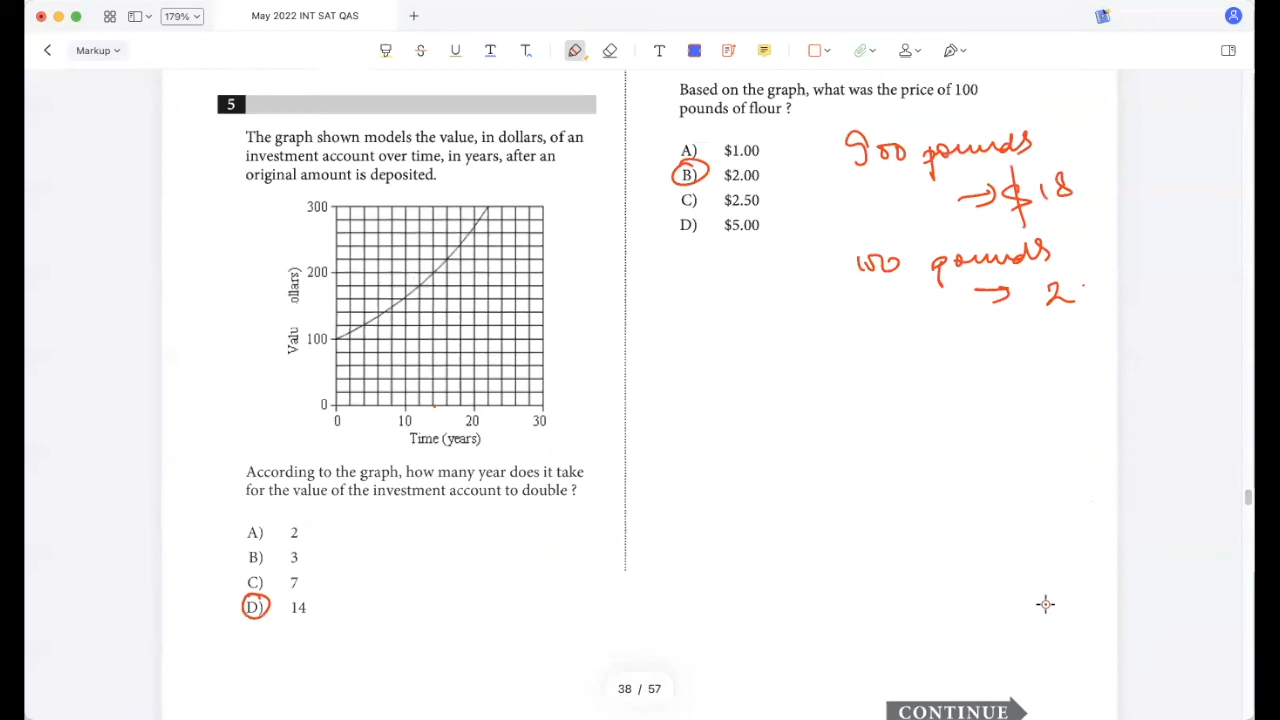 May 2022 INT SAT QAS
179%
Markup
5
The graph shown models the value, in dollars, of an
investment account over time, in years, after an
original amount is deposited.
300
200
100
0
Valu ollars)
0 10 20 30
Time (years)
According to the graph, how many year does it take
for the value of the investment account to double ?
A) 2
B) 3
C) 7
D) 14
Based on the graph, what was the price of 100
pounds of flour ?
A) $1.00
B) $2.00
C) $2.50
D) $5.00
900 pounds
→ $18
100 pounds
→ 2
38 / 57
CONTINUE